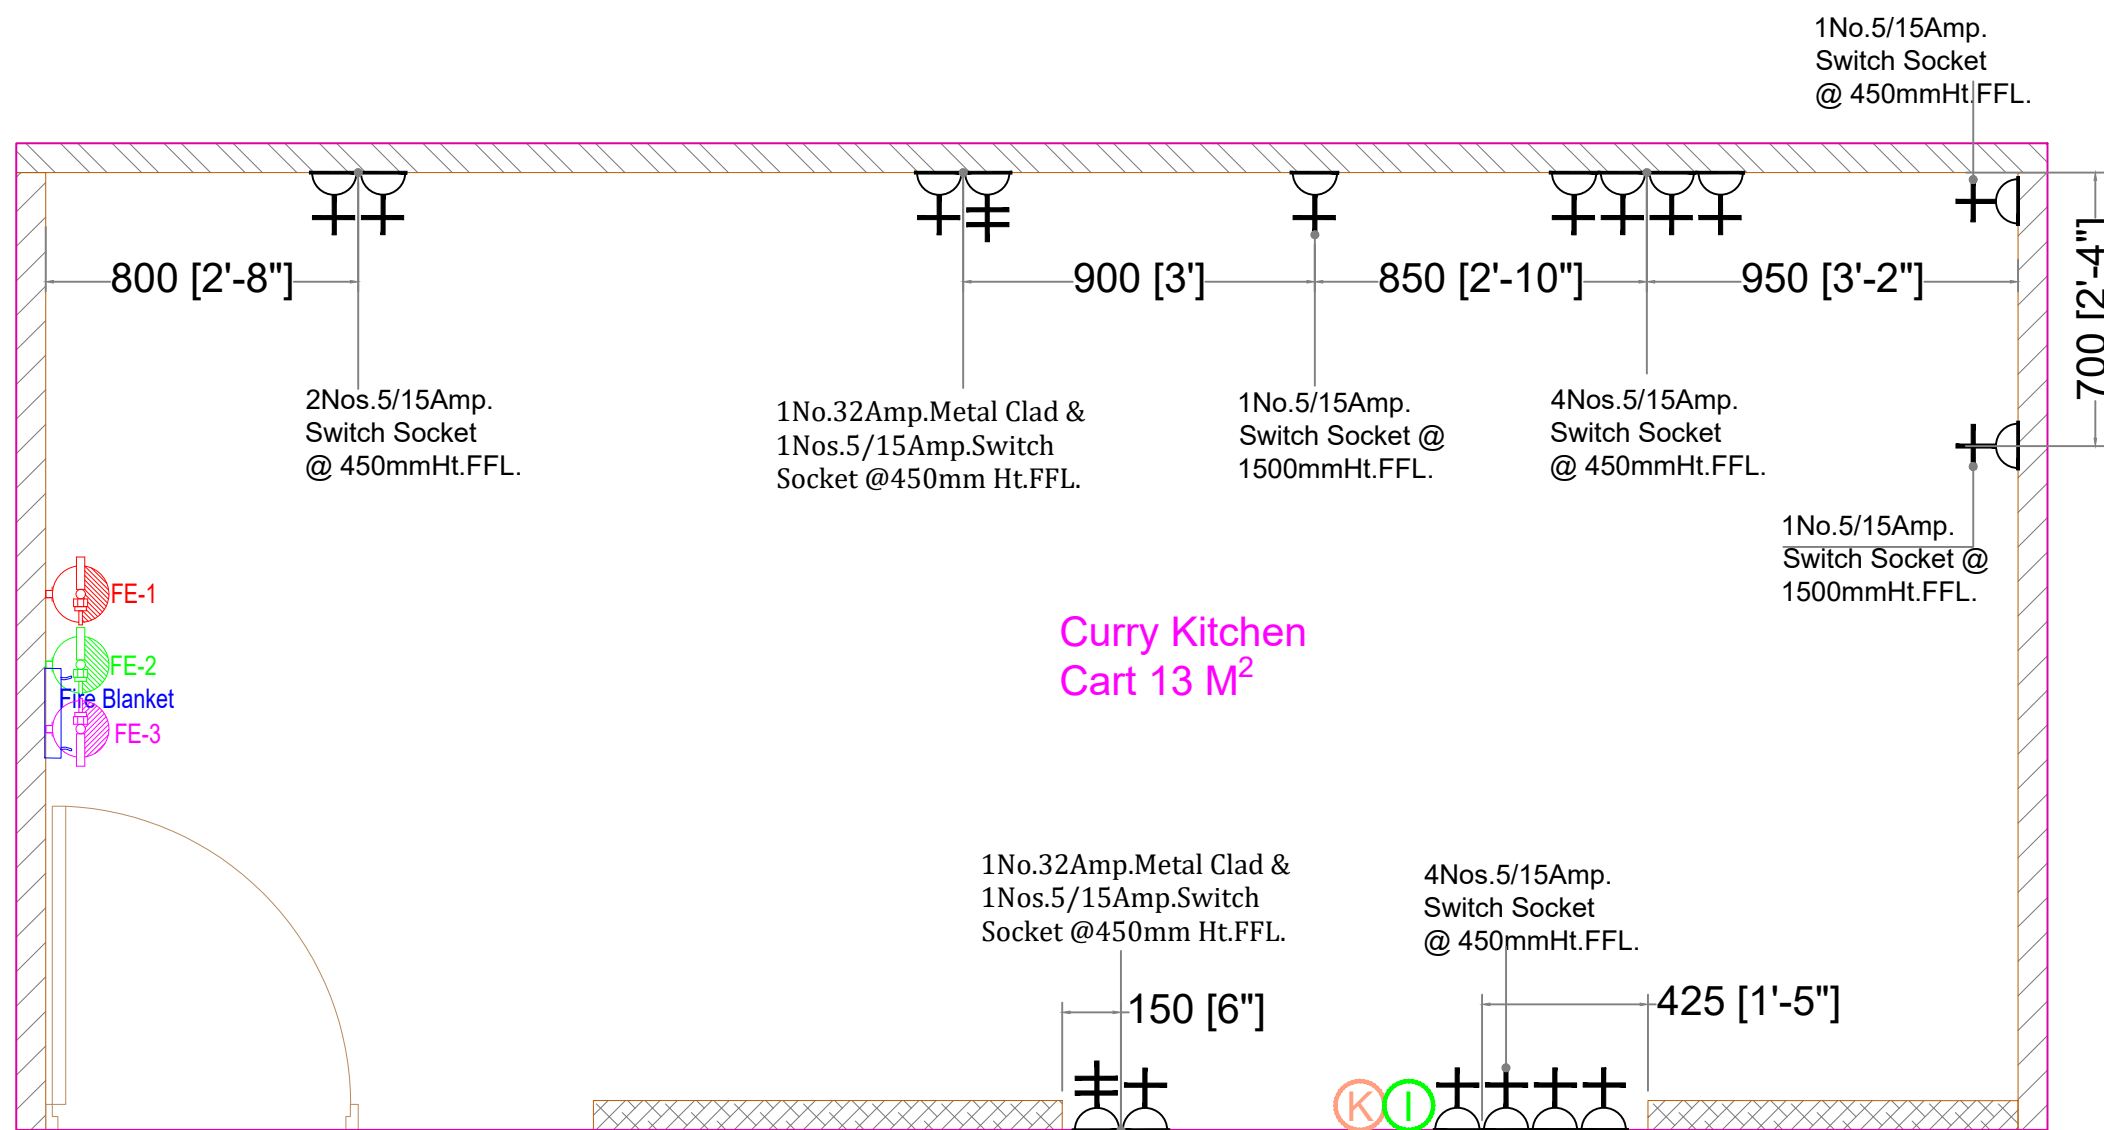 1No.5/15Amp.
Switch Socket
@ 450mmHt.FFL.
800 [2'-8"]
900 [3']
850 [2'-10"]
950 [3'-2"]
700 [2'-4"]
2Nos.5/15Amp.
Switch Socket
@ 450mmHt.FFL.
1No.32Amp.Metal Clad &
1Nos.5/15Amp.Switch
Socket @450mm Ht.FFL.
1No.5/15Amp.
Switch Socket @
1500mmHt.FFL.
4Nos.5/15Amp.
Switch Socket
@ 450mmHt.FFL.
1No.5/15Amp.
Switch Socket @
1500mmHt.FFL.
FE-1
FE-2
Fire Blanket
FE-3
Curry Kitchen
Cart 13 M²
1No.32Amp.Metal Clad &
1Nos.5/15Amp.Switch
Socket @450mm Ht.FFL.
4Nos.5/15Amp.
Switch Socket
@ 450mmHt.FFL.
150 [6"]
425 [1'-5"]
K
I